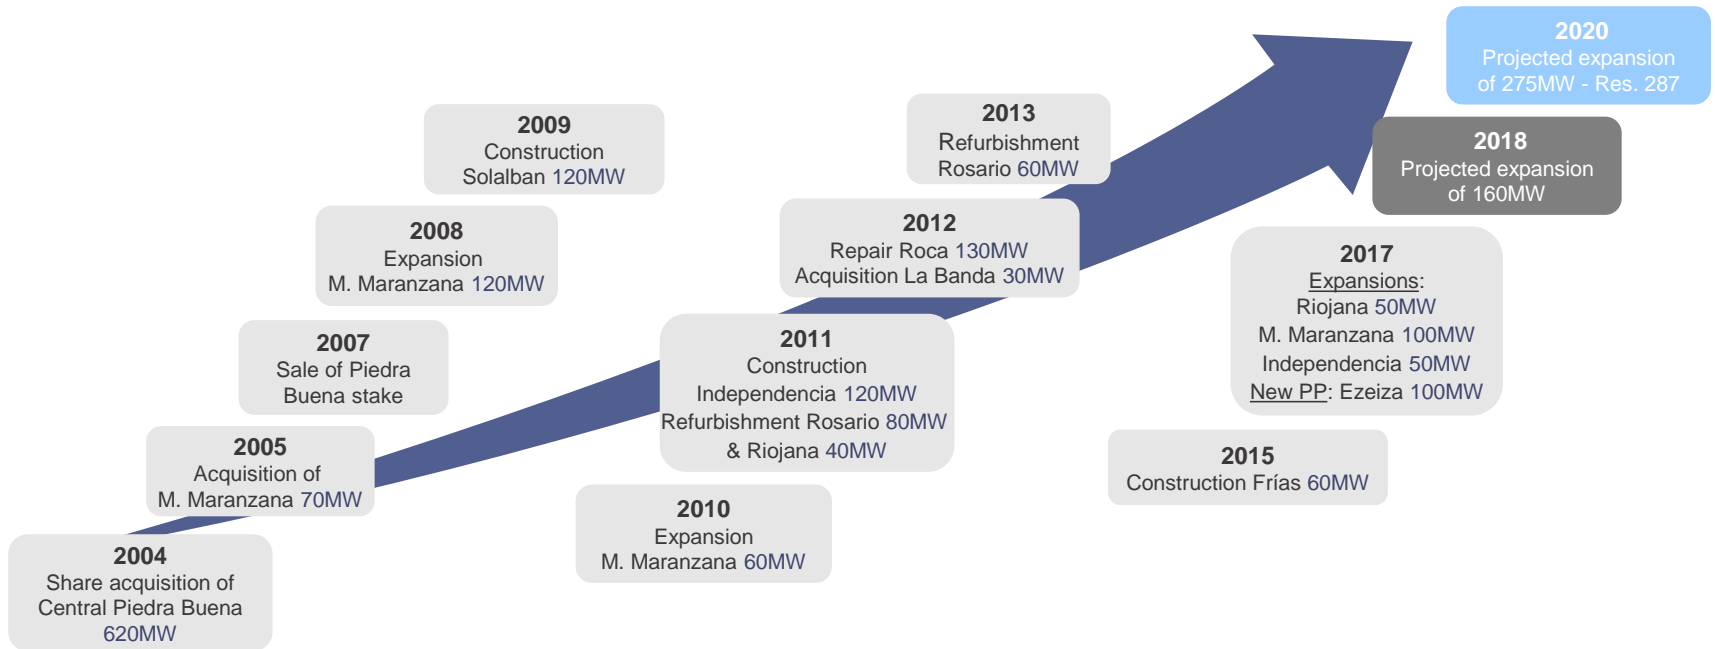 2004
Share acquisition of
Central Piedra Buena
620MW
2005
Acquisition of
M. Maranzana 70MW
2007
Sale of Piedra
Buena stake
2008
Expansion
M. Maranzana 120MW
2009
Construction
Solalban 120MW
2010
Expansion
M. Maranzana 60MW
2011
Construction
Independencia 120MW
Refurbishment Rosario 80MW
& Riojana 40MW
2012
Repair Roca 130MW
Acquisition La Banda 30MW
2013
Refurbishment
Rosario 60MW
2015
Construction Frías 60MW
2017
Expansions:
Riojana 50MW
M. Maranzana 100MW
Independencia 50MW
New PP: Ezeiza 100MW
2018
Projected expansion
of 160MW
2020
Projected expansion
of 275MW - Res. 287